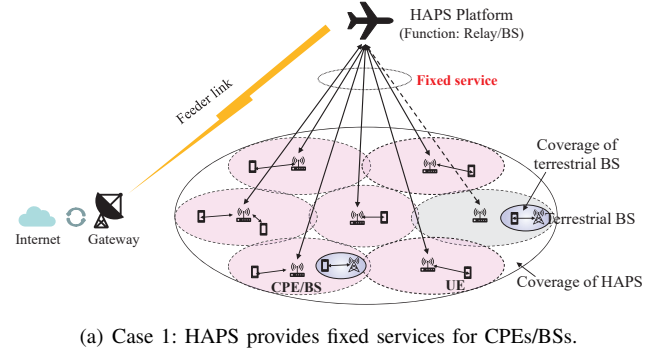 HAPS Platform
(Function: Relay/BS)
Feeder link
Fixed service
Coverage of
terrestrial BS
Terrestrial BS
Internet
Gateway
CPE/BS
UE
Coverage of HAPS
(a) Case 1: HAPS provides fixed services for CPEs/BSs.